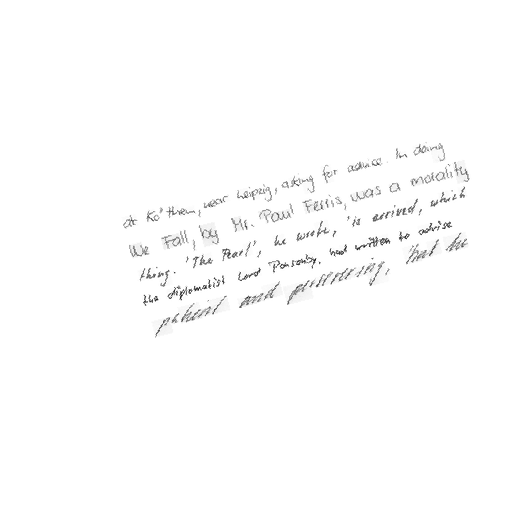 at Ko'then, near Leipzig, asking for advice. In doing
We Fall, by Mr. Paul Ferris, was a morality
thing. 'The Pearl', he wrote, 'is arrived, which
the diplomatist Lord Ponsonby, had written to advise
patient and persevering, that he